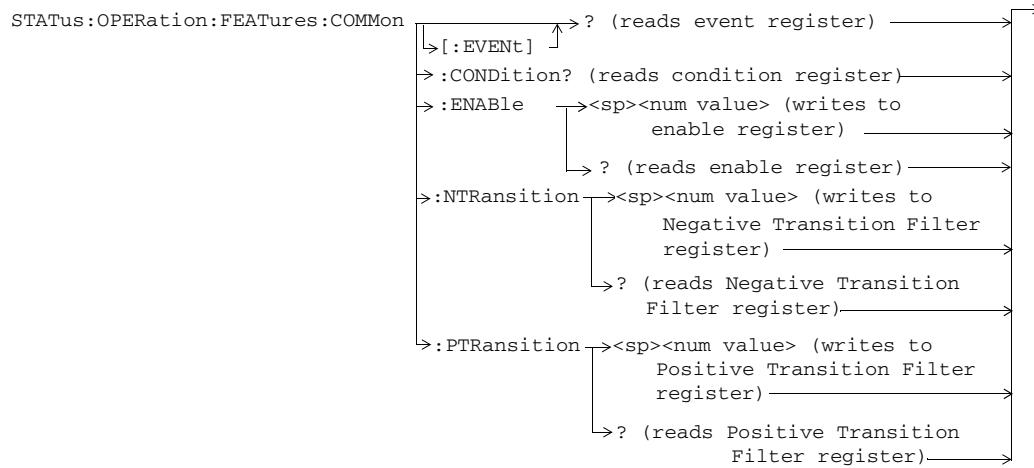 STATus:OPERation:FEATures:COMMon ? (reads event register)
[:EVENt]
:CONDition? (reads condition register)
:ENABle <sp><num value> (writes to
enable register)
? (reads enable register)
:NTRansition <sp><num value> (writes to
Negative Transition Filter
register)
? (reads Negative Transition
Filter register)
:PTRansition <sp><num value> (writes to
Positive Transition Filter
register)
? (reads Positive Transition
Filter register)